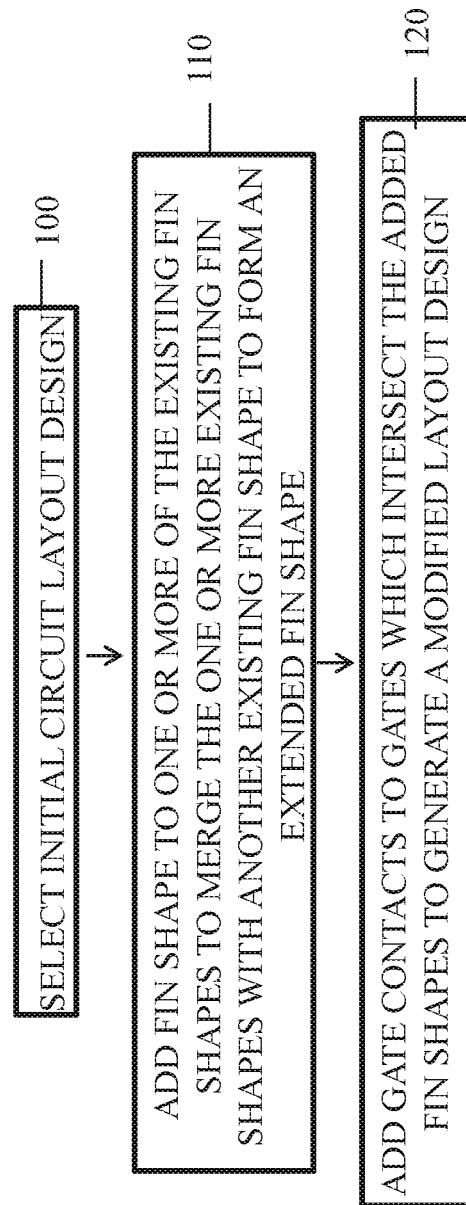 SELECT INITIAL CIRCUIT LAYOUT DESIGN
100
ADD FIN SHAPE TO ONE OR MORE OF THE EXISTING FIN
SHAPES TO MERGE THE ONE OR MORE EXISTING FIN
SHAPES WITH ANOTHER EXISTING FIN SHAPE TO FORM AN
EXTENDED FIN SHAPE
110
ADD GATE CONTACTS TO GATES WHICH INTERSECT THE ADDED
FIN SHAPES TO GENERATE A MODIFIED LAYOUT DESIGN
120